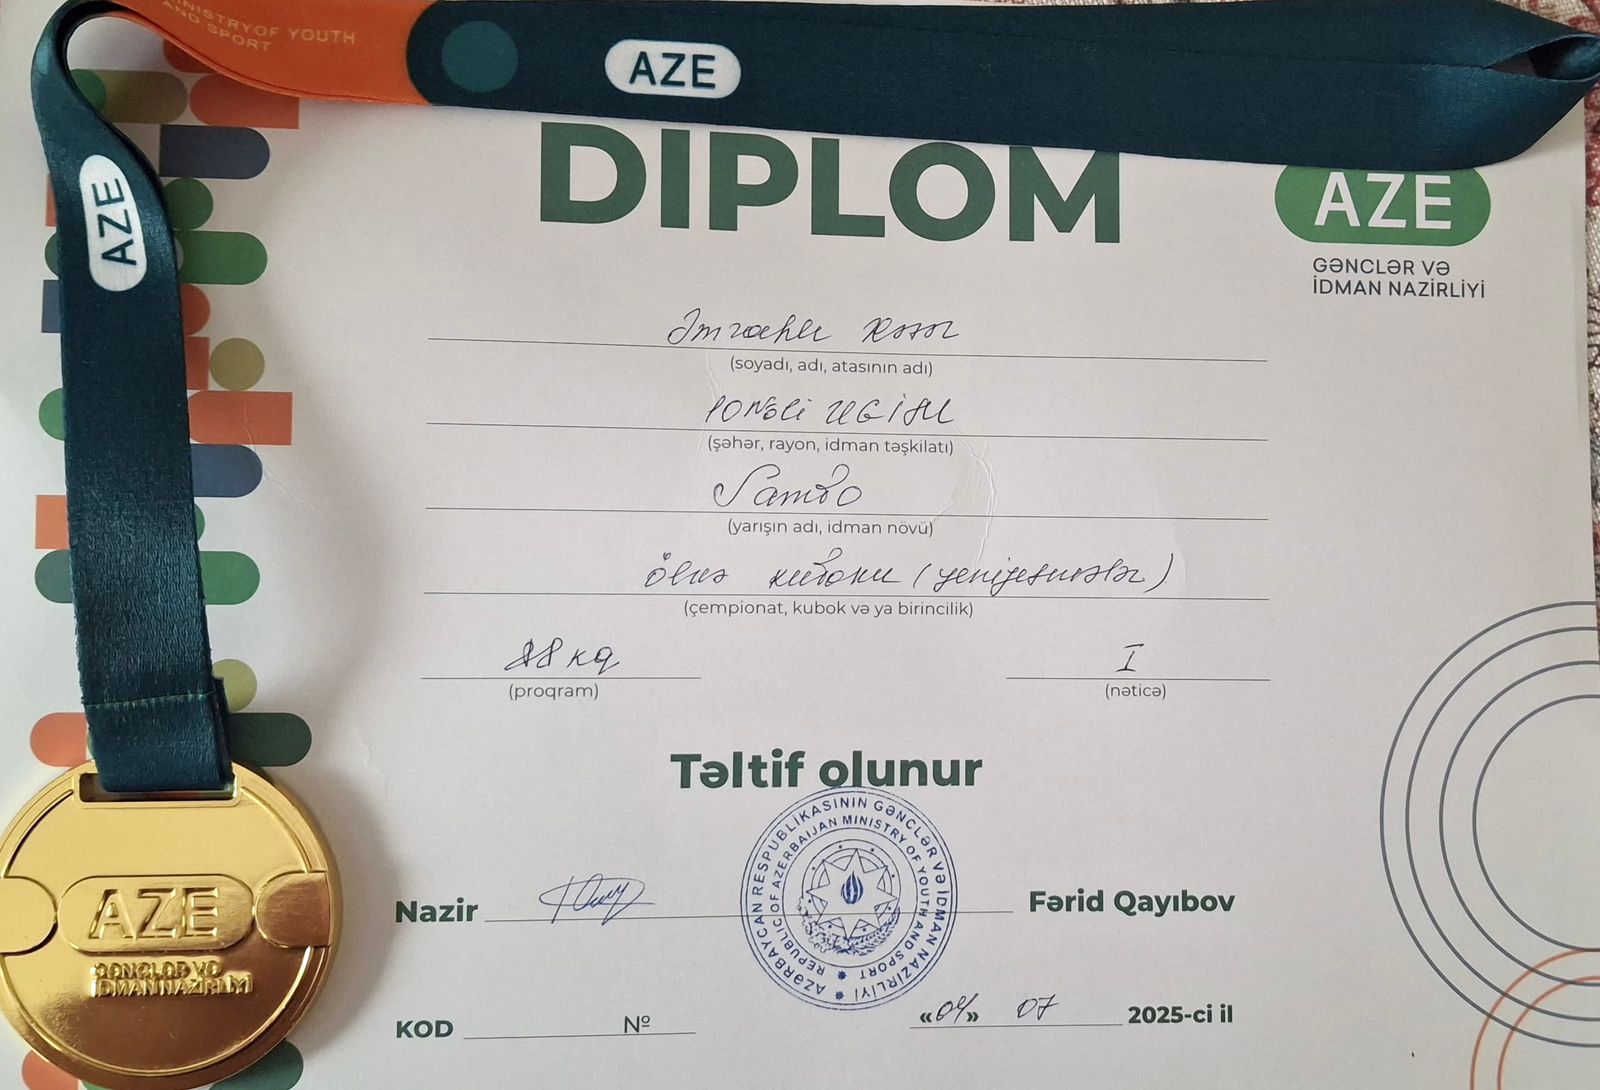 MINISTRY OF YOUTH
AND SPORT
AZE
AZE
DIPLOM
AZE
GƏNCLƏR VƏ
İDMAN NAZİRLİYİ
Əmrahlı
(soyadı, adı, atasının adı)
(şəhər, rayon, idman təşkilatı)
Sambo
(yarışın adı, idman növü)
Ölkə kuboku (yeniyetmələr)
(çempionat, kubok və ya birincilik)
88 kq
(proqram)
I
(nəticə)
Təltif olunur
AZƏRBAYCAN RESPUBLİKASININ GƏNCLƏR VƏ İDMAN NAZİRLİYİ
REPUBLIC OF AZERBAIJAN MINISTRY OF YOUTH AND SPORT
Nazir
Fərid Qayıbov
KOD
№
«04» 07 2025-ci il
AZE
GƏNCLƏR VƏ
İDMAN NAZİRLİYİ